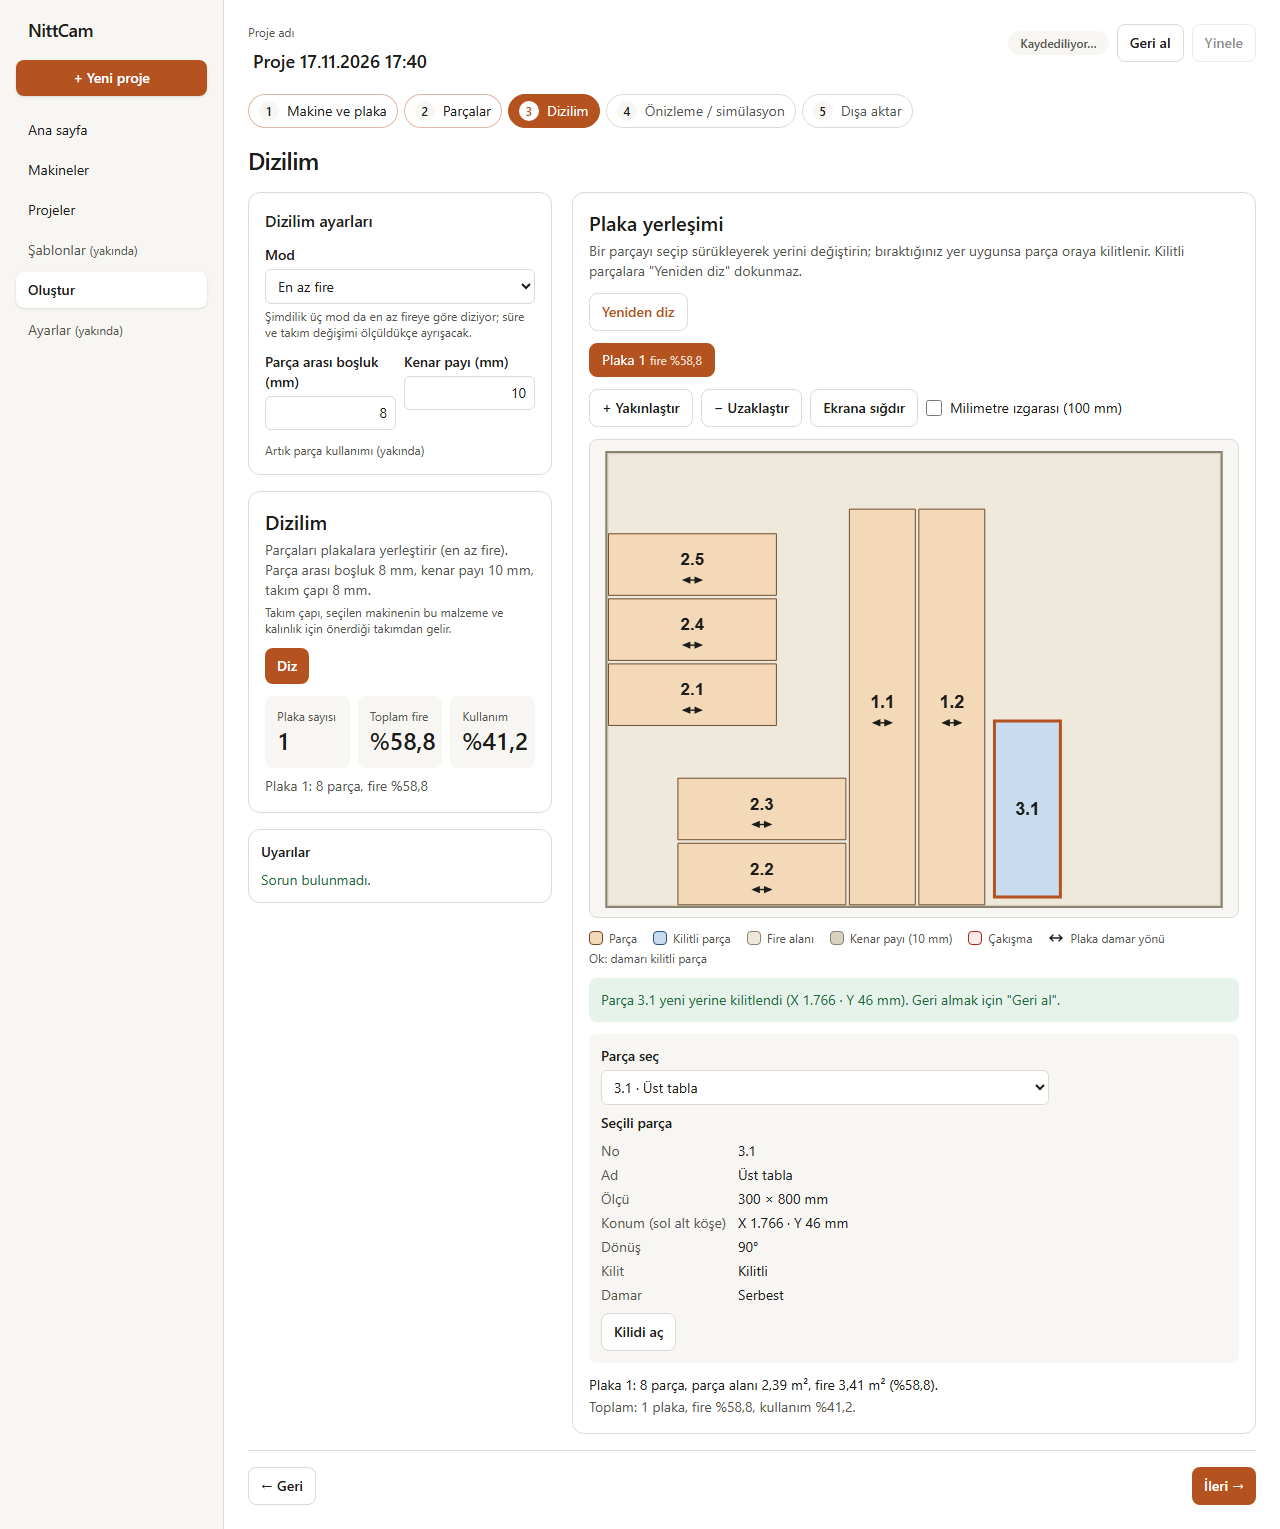 NittCam
+ Yeni proje
Ana sayfa
Makineler
Projeler
Şablonlar (yakında)
Oluştur
Ayarlar (yakında)
Proje adı
Proje 17.11.2026 17:40
Kaydediliyor...
Geri al
Yinele
1 Makine ve plaka
2 Parçalar
3 Dizilim
4 Önizleme / simülasyon
5 Dışa aktar
Dizilim
Dizilim ayarları
Mod
En az fire
Şimdilik üç mod da en az fireye göre diziyor; süre
ve takım değişimi ölçüldükçe ayrışacak.
Parça arası boşluk
(mm)
8
Kenar payı (mm)
10
Artık parça kullanımı (yakında)
Dizilim
Parçaları plakalara yerleştirir (en az fire).
Parça arası boşluk 8 mm, kenar payı 10 mm,
takım çapı 8 mm.
Takım çapı, seçilen makinenin bu malzeme ve
kalınlık için önerdiği takımdan gelir.
Diz
Plaka sayısı
1
Toplam fire
%58,8
Kullanım
%41,2
Plaka 1: 8 parça, fire %58,8
Uyarılar
Sorun bulunmadı.
Plaka yerleşimi
Bir parçayı seçip sürükleyerek yerini değiştirin; bıraktığınız yer uygunsa parça oraya kilitlenir. Kilitli
parçalara "Yeniden diz" dokunmaz.
Yeniden diz
Plaka 1 fire %58,8
+ Yakınlaştır
− Uzaklaştır
Ekrana sığdır
Milimetre ızgarası (100 mm)
2.5
2.4
2.1
1.1
1.2
2.3
2.2
3.1
Parça
Kilitli parça
Fire alanı
Kenar payı (10 mm)
Çakışma
↔ Plaka damar yönü
Ok: damarı kilitli parça
Parça 3.1 yeni yerine kilitlendi (X 1.766 · Y 46 mm). Geri almak için "Geri al".
Parça seç
3.1 · Üst tabla
Seçili parça
No 3.1
Ad Üst tabla
Ölçü 300 × 800 mm
Konum (sol alt köşe) X 1.766 · Y 46 mm
Dönüş 90°
Kilit Kilitli
Damar Serbest
Kilidi aç
Plaka 1: 8 parça, parça alanı 2,39 m², fire 3,41 m² (%58,8).
Toplam: 1 plaka, fire %58,8, kullanım %41,2.
← Geri
İleri →